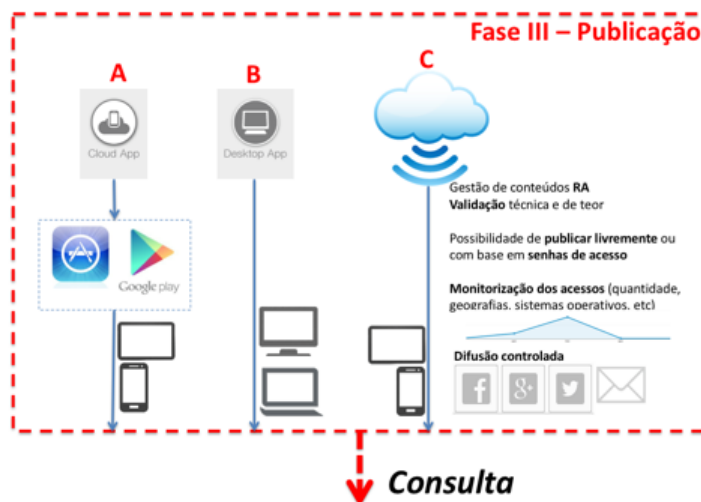 Fase III – Publicação
A
B
C
Cloud App
Desktop App
Google play
Gestão de conteúdos RA
Validação técnica e de teor
Possibilidade de publicar livremente ou
com base em senhas de acesso
Monitorização dos acessos (quantidade,
geografias, sistemas operativos, etc)
Difusão controlada
Consulta